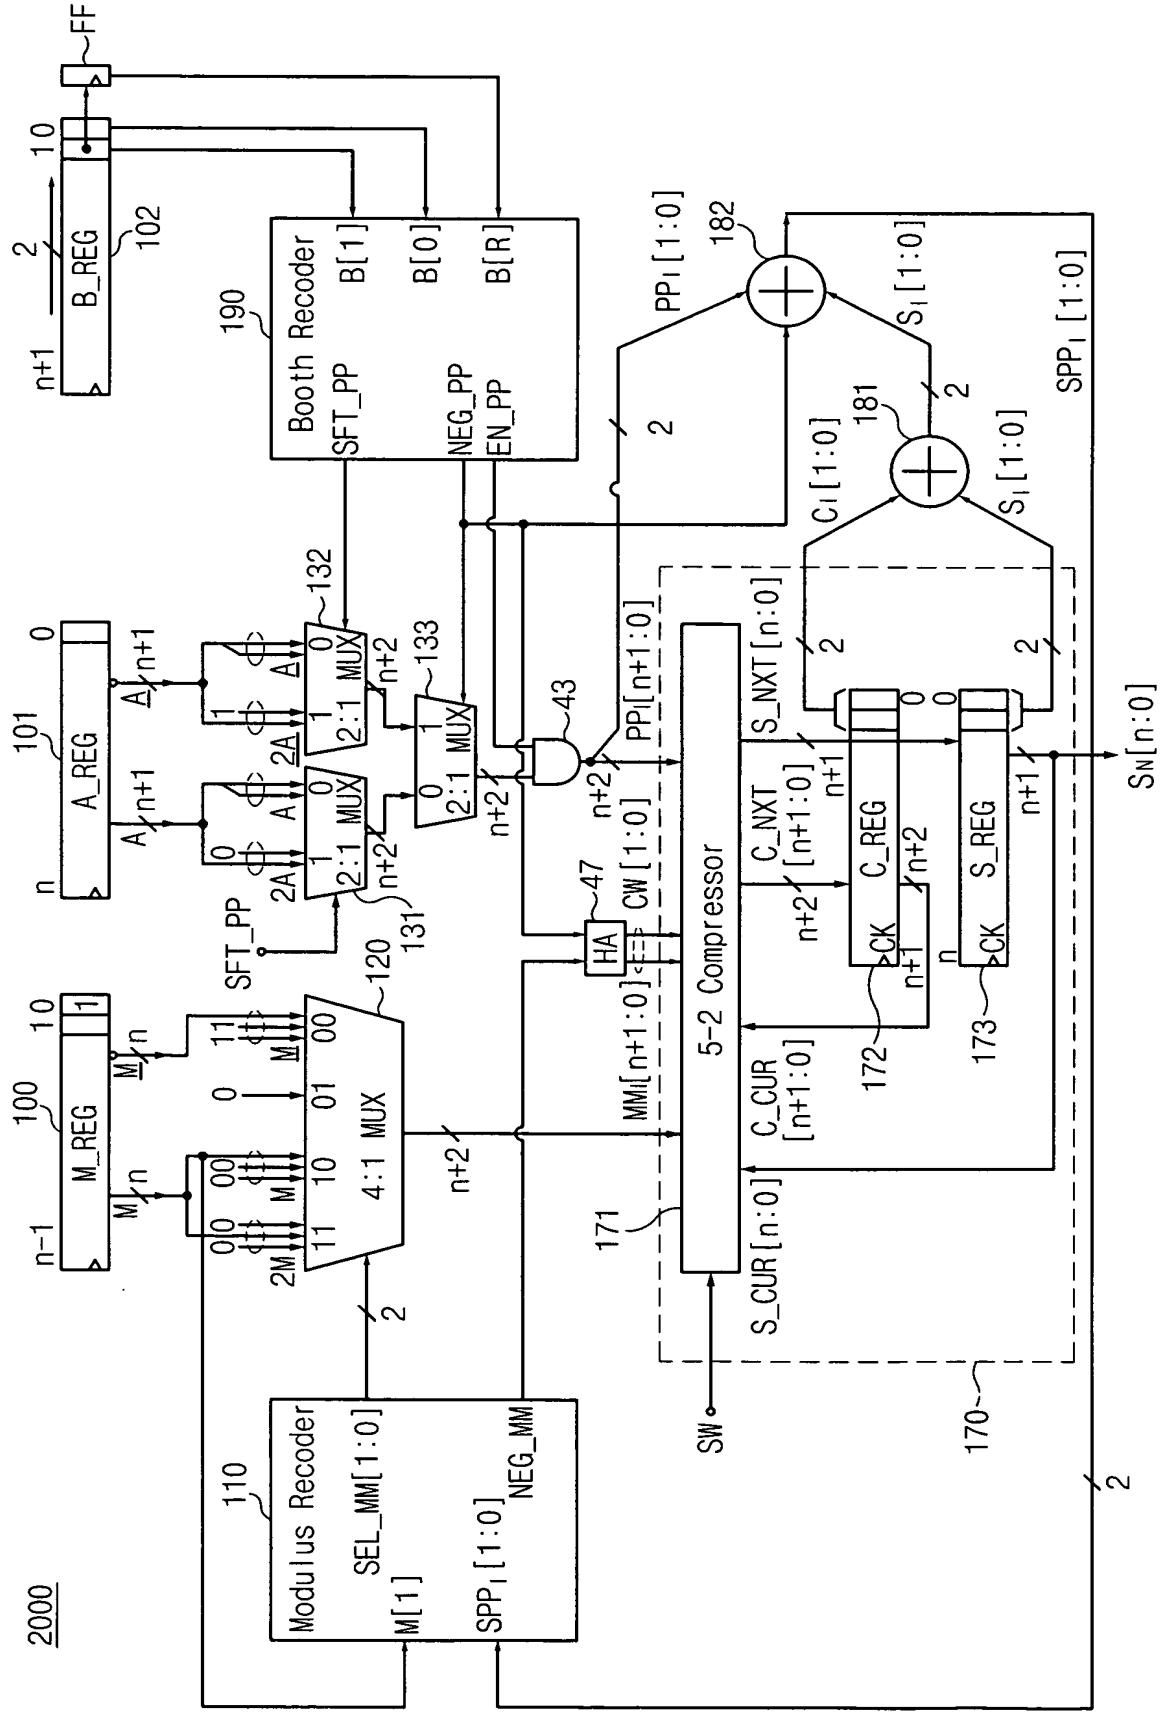 2000
n-1
M_REG
10
1
100
M
n
M
n
n
A_REG
0
101
A
n+1
A
n+1
n+1
B_REG
10
2
102
FF
110
Modulus Recoder
SEL_MM[1:0]
M[1]
SPPI[1:0]
NEG_MM
2
2M
00
11
M
00
10
0
01
M
11
00
4:1 MUX
120
n+2
SFT_PP
2A
0
1
A
0
2:1 MUX
131
n+2
2A
1
1
A
0
2:1 MUX
132
n+2
0
1
2:1 MUX
133
n+2
43
n+2
PPI[n+1:0]
190
Booth Recoder
SFT_PP
NEG_PP
EN_PP
B[1]
B[0]
B[R]
2
PPI[1:0]
182
SI[1:0]
2
181
CI[1:0]
SI[1:0]
SPPI[1:0]
HA
47
CW[1:0]
MMI[n+1:0]
171
5-2 Compressor
SW
S_CUR[n:0]
C_CUR
[n+1:0]
C_NXT
[n+1:0]
n+2
S_NXT[n:0]
n+1
n+1
C_REG
0
CK
172
n+2
n
S_REG
0
CK
173
n+1
2
2
170
SN[n:0]
2